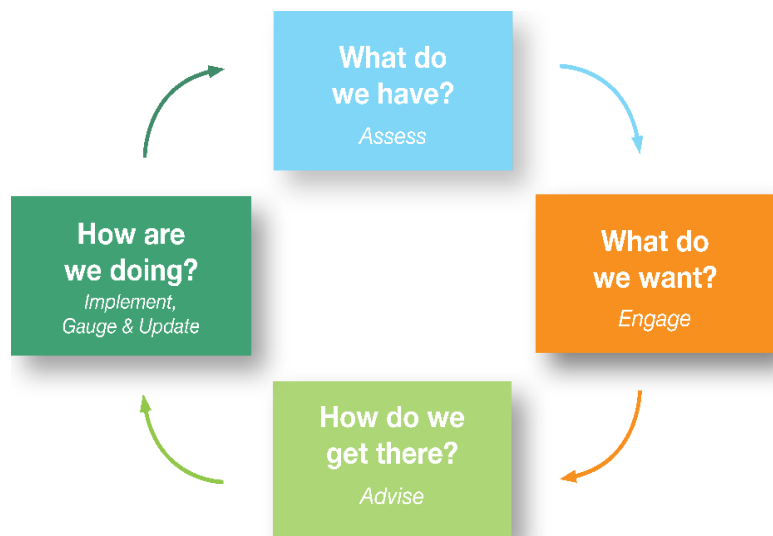 What do
we have?
Assess
What do
we want?
Engage
How do we
get there?
Advise
How are
we doing?
Implement,
Gauge & Update